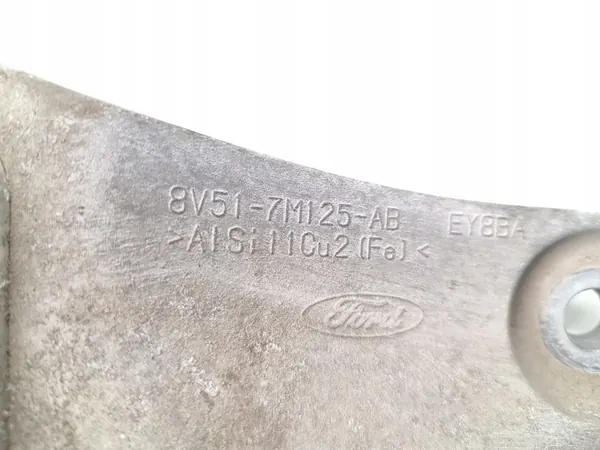 8V51-7M125-AB EY8BA
>AlSi11Cu2(Fe)<
Ford